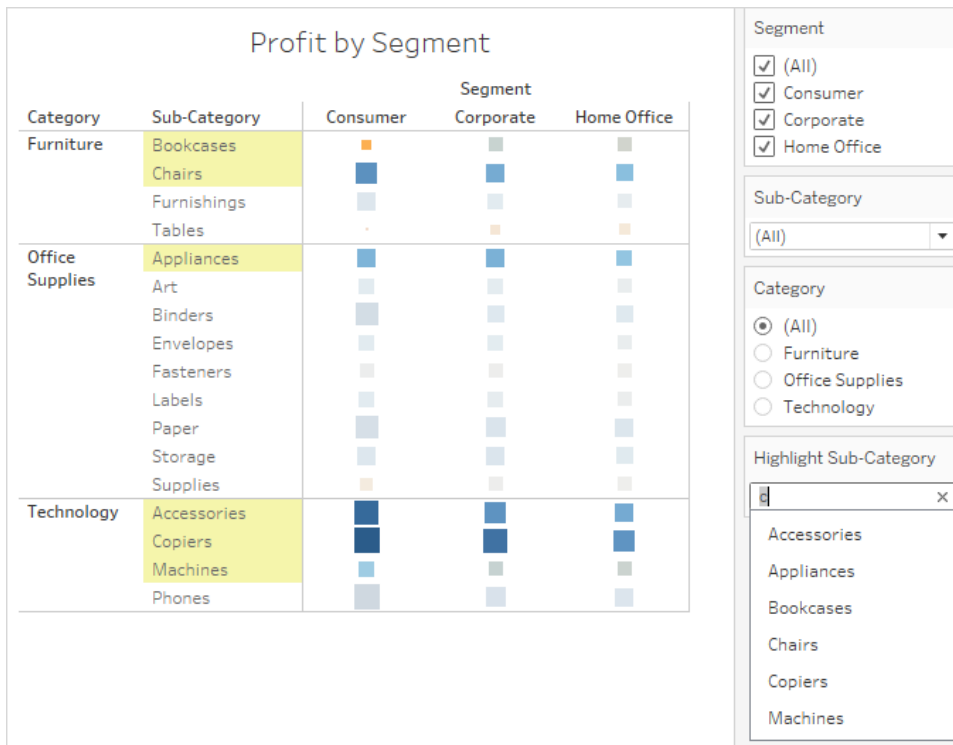 Profit by Segment
Segment
Category Sub-Category Consumer Corporate Home Office
Furniture Bookcases
Chairs
Furnishings
Tables
Office Supplies Appliances
Art
Binders
Envelopes
Fasteners
Labels
Paper
Storage
Supplies
Technology Accessories
Copiers
Machines
Phones
Segment
(All)
Consumer
Corporate
Home Office
Sub-Category
(All)
Category
(All)
Furniture
Office Supplies
Technology
Highlight Sub-Category
c
Accessories
Appliances
Bookcases
Chairs
Copiers
Machines